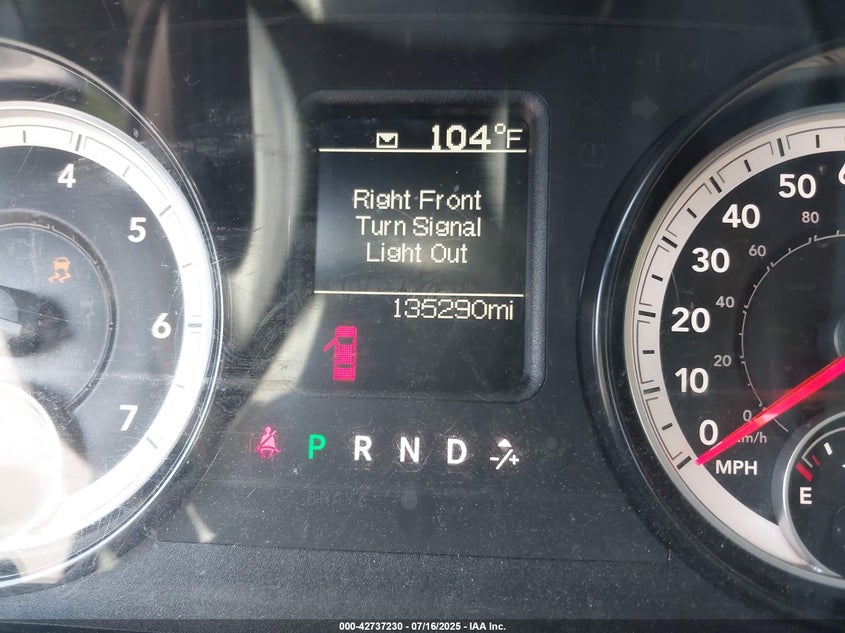 104°F
Right Front
Turn Signal
Light Out
135290mi
P R N D -/+
4
5
6
7
0
10
20
30
40
50
0
20
40
60
80
km/h
MPH
E
000-42737230 - 07/16/2025 - IAA Inc.